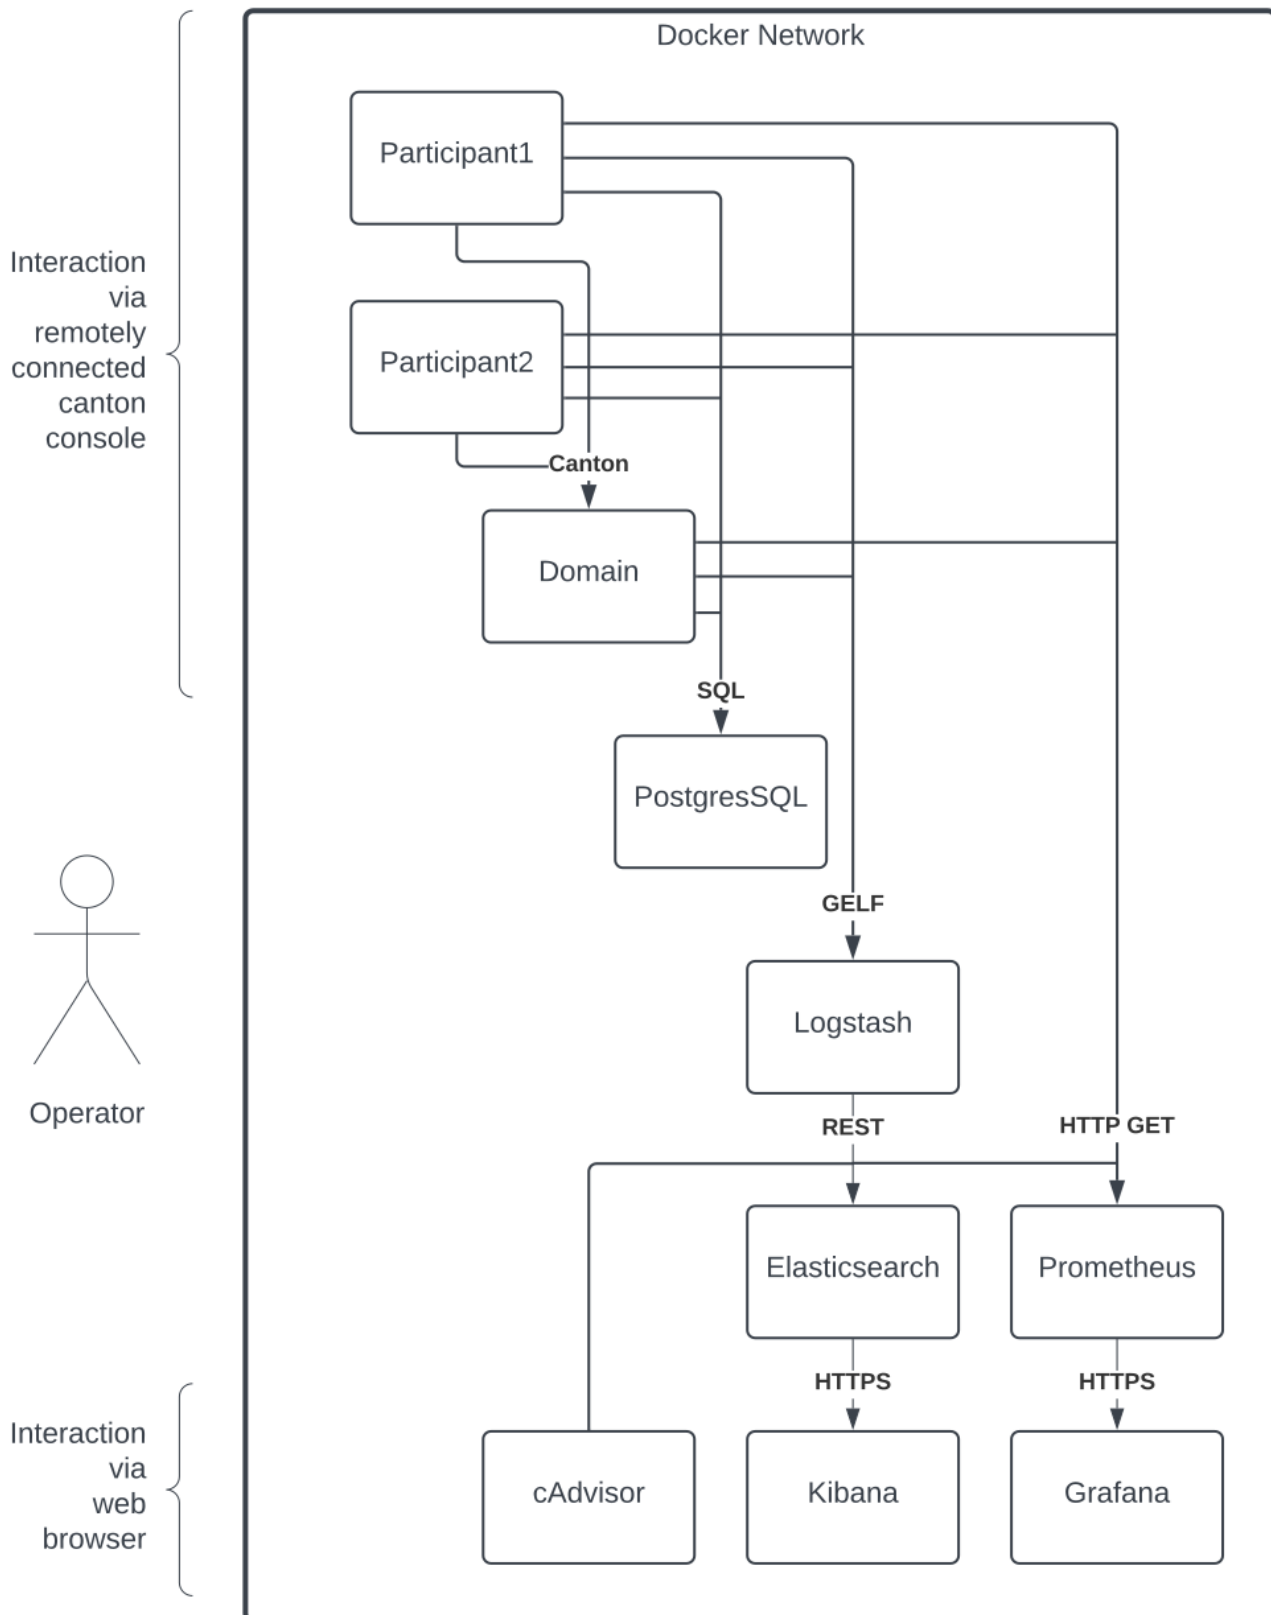 Docker Network
Participant1
Interaction
via
remotely
connected
canton
console
Participant2
Canton
Domain
SQL
PostgresSQL
GELF
Logstash
Operator
REST
HTTP GET
Elasticsearch
Prometheus
HTTPS
HTTPS
Interaction
via
web
browser
cAdvisor
Kibana
Grafana